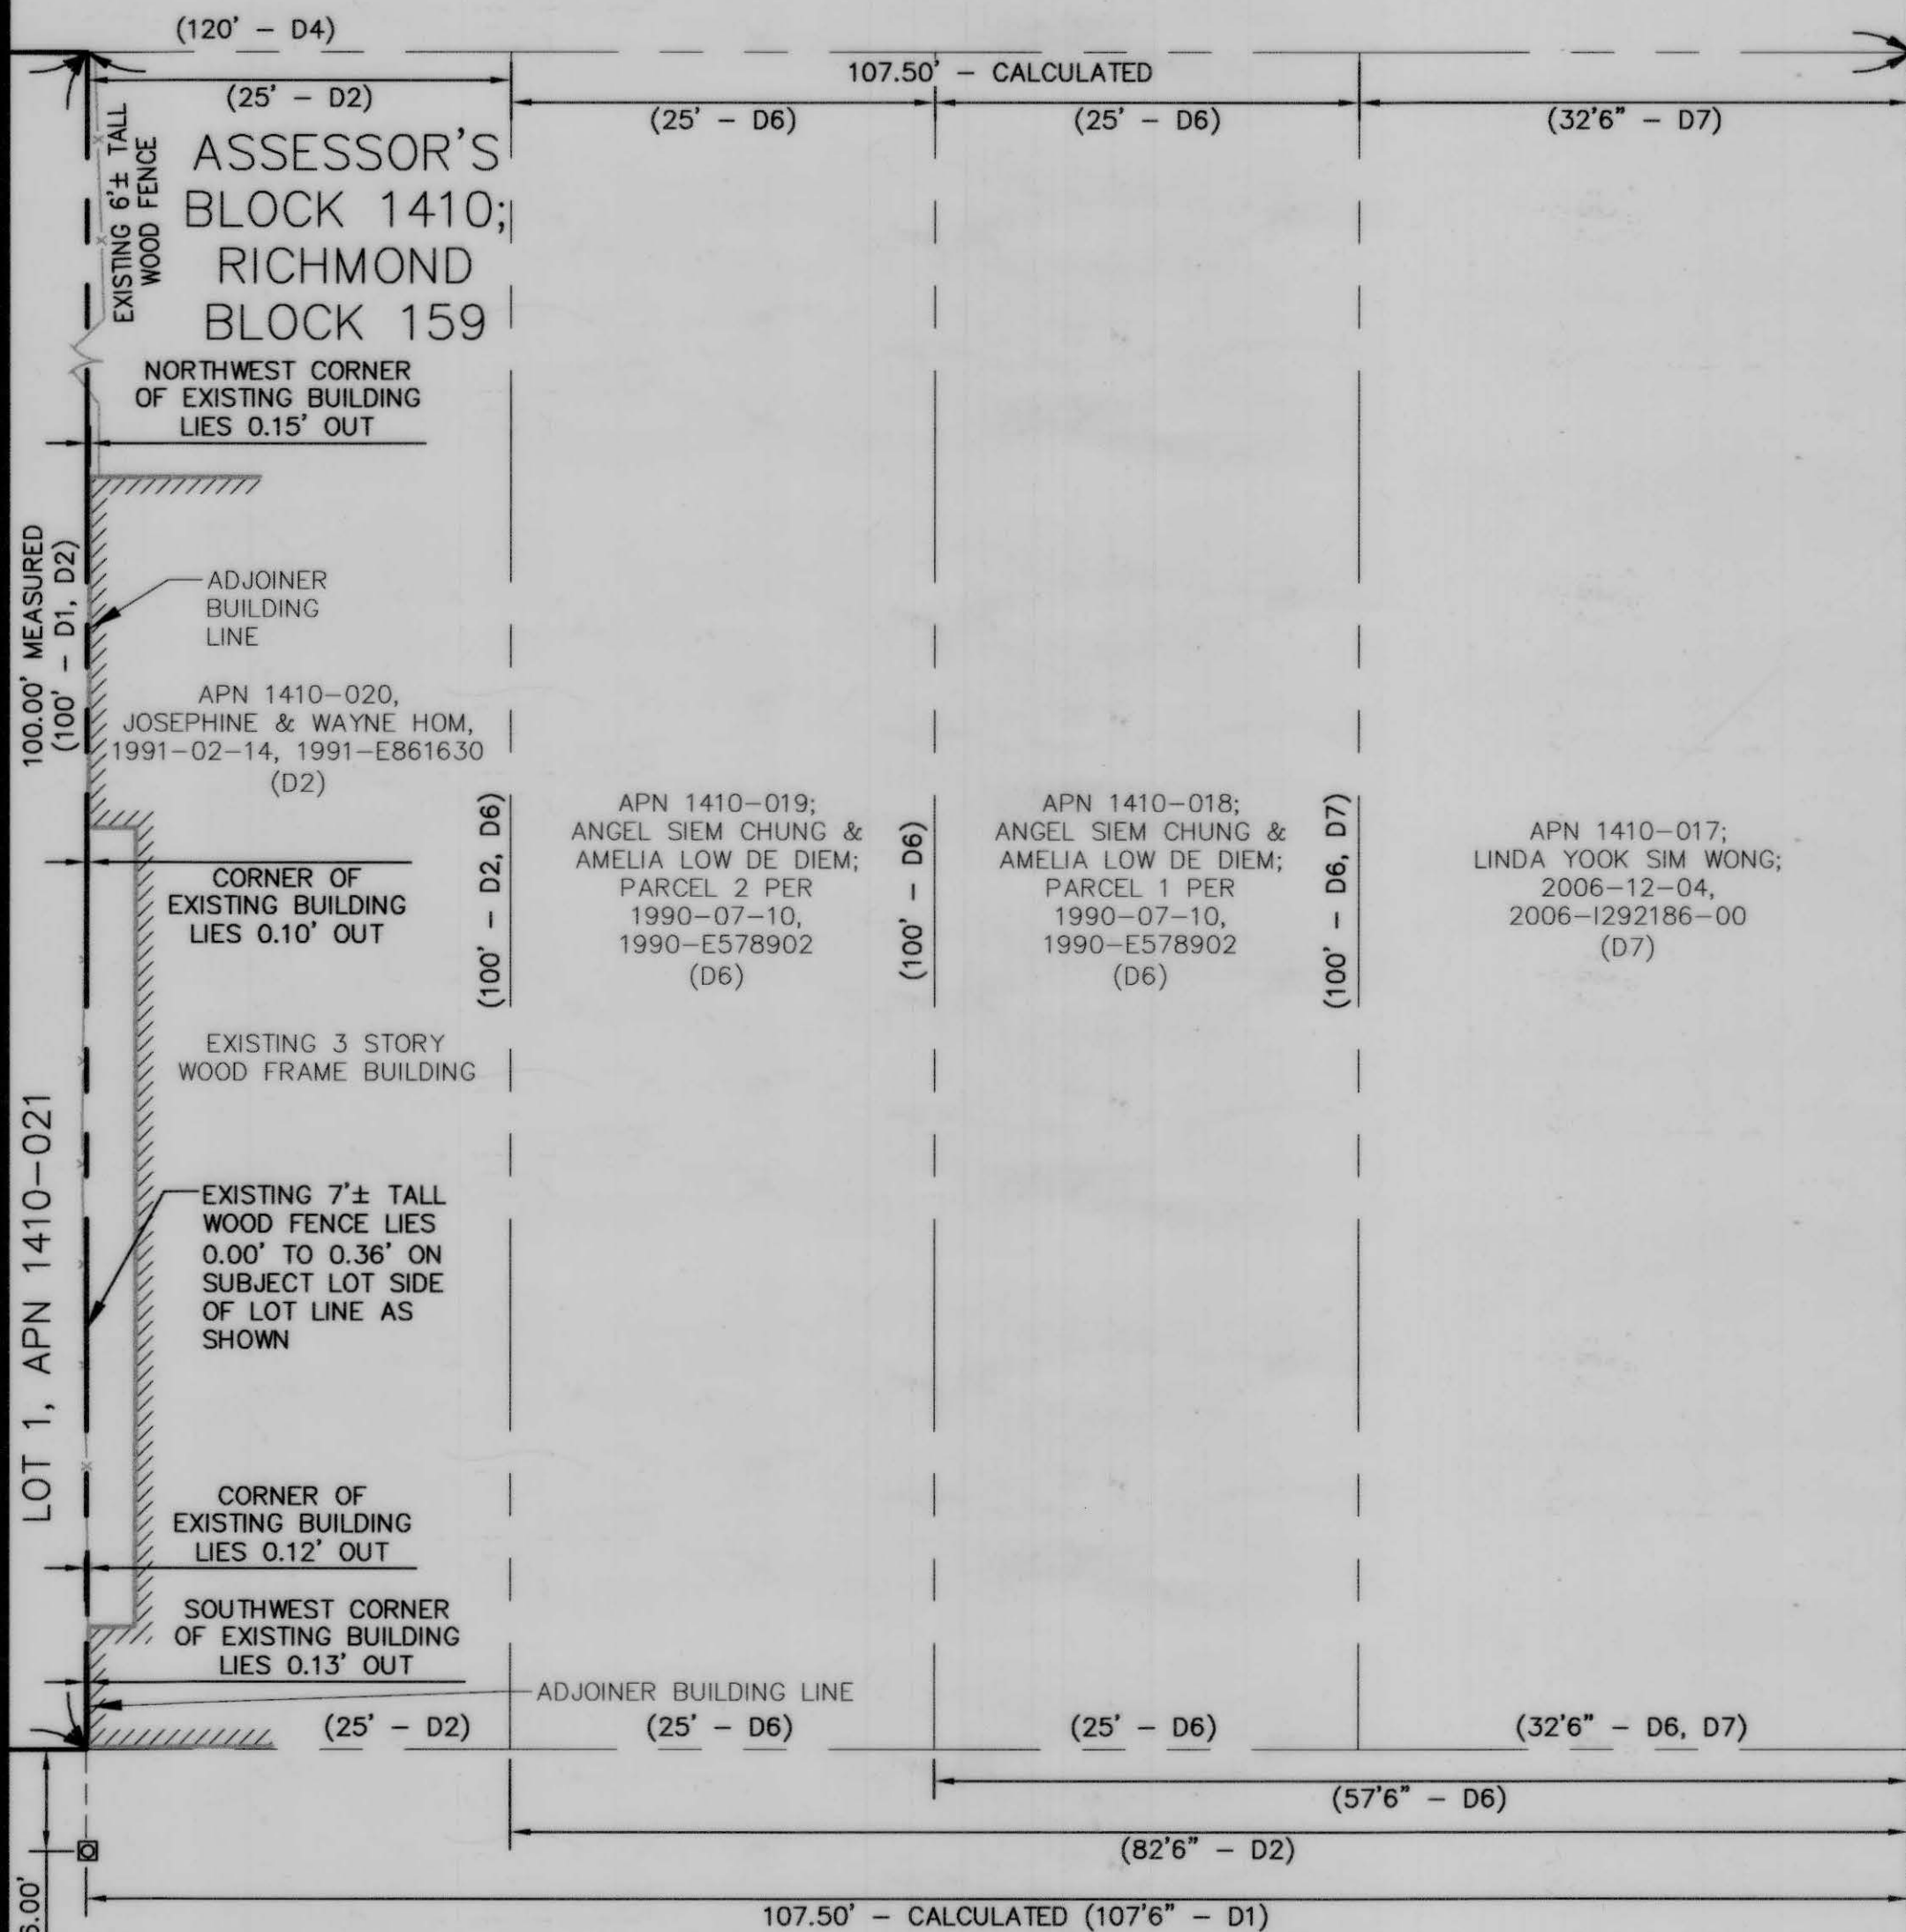 (120' - D4)
107.50' - CALCULATED
(25' - D2)
(25' - D6)
(25' - D6)
(32'6" - D7)
EXISTING 6'± TALL
WOOD FENCE
ASSESSOR'S
BLOCK 1410;
RICHMOND
BLOCK 159
NORTHWEST CORNER
OF EXISTING BUILDING
LIES 0.15' OUT
100.00' MEASURED
(100' - D1, D2)
ADJOINER
BUILDING
LINE
APN 1410-020,
JOSEPHINE & WAYNE HOM,
1991-02-14, 1991-E861630
(D2)
(100' - D2, D6)
APN 1410-019;
ANGEL SIEM CHUNG &
AMELIA LOW DE DIEM;
PARCEL 2 PER
1990-07-10,
1990-E578902
(D6)
(100' - D6)
APN 1410-018;
ANGEL SIEM CHUNG &
AMELIA LOW DE DIEM;
PARCEL 1 PER
1990-07-10,
1990-E578902
(D6)
(100' - D6, D7)
APN 1410-017;
LINDA YOOK SIM WONG;
2006-12-04,
2006-I292186-00
(D7)
CORNER OF
EXISTING BUILDING
LIES 0.10' OUT
EXISTING 3 STORY
WOOD FRAME BUILDING
LOT 1, APN 1410-021
EXISTING 7'± TALL
WOOD FENCE LIES
0.00' TO 0.36' ON
SUBJECT LOT SIDE
OF LOT LINE AS
SHOWN
CORNER OF
EXISTING BUILDING
LIES 0.12' OUT
SOUTHWEST CORNER
OF EXISTING BUILDING
LIES 0.13' OUT
ADJOINER BUILDING LINE
(25' - D2)
(25' - D6)
(25' - D6)
(32'6" - D6, D7)
(57'6" - D6)
(82'6" - D2)
6.00'
107.50' - CALCULATED (107'6" - D1)